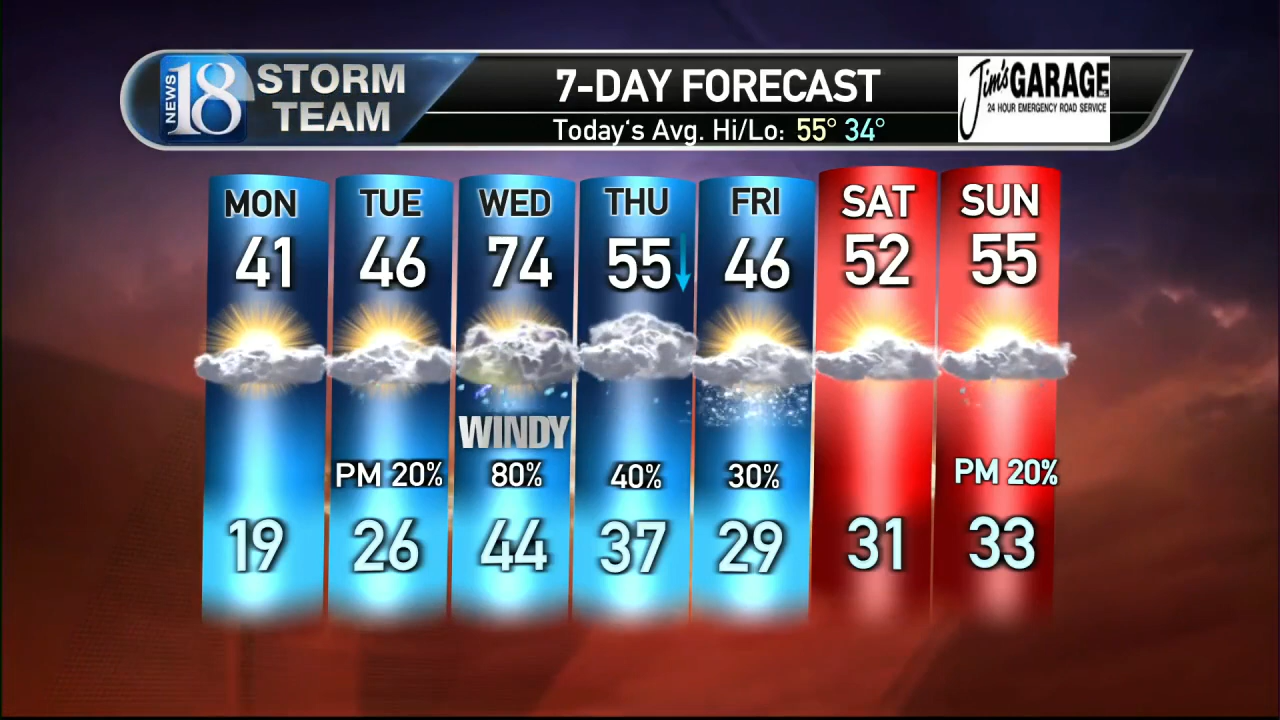 NEWS 18 STORM TEAM
7-DAY FORECAST
Today's Avg. Hi/Lo: 55° 34°
Jim's GARAGE INC
24 HOUR EMERGENCY ROAD SERVICE
MON TUE WED THU FRI SAT SUN
41 46 74 55 46 52 55
WINDY
PM 20% 80% 40% 30% PM 20%
19 26 44 37 29 31 33